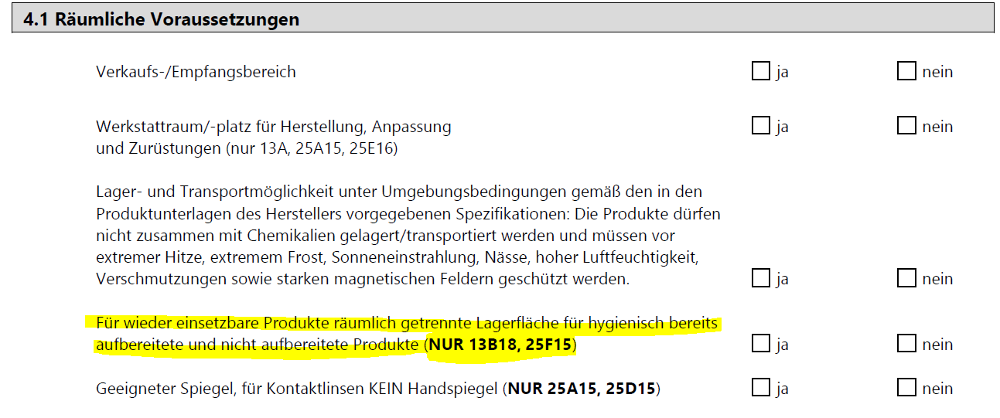 4.1 Räumliche Voraussetzungen
Verkaufs-/Empfangsbereich ja nein
Werkstattraum/-platz für Herstellung, Anpassung ja nein
und Zurüstungen (nur 13A, 25A15, 25E16)
Lager- und Transportmöglichkeit unter Umgebungsbedingungen gemäß den in den
Produktunterlagen des Herstellers vorgegebenen Spezifikationen: Die Produkte dürfen
nicht zusammen mit Chemikalien gelagert/transportiert werden und müssen vor
extremer Hitze, extremem Frost, Sonneneinstrahlung, Nässe, hoher Luftfeuchtigkeit,
Verschmutzungen sowie starken magnetischen Feldern geschützt werden. ja nein
Für wieder einsetzbare Produkte räumlich getrennte Lagerfläche für hygienisch bereits
aufbereitete und nicht aufbereitete Produkte (NUR 13B18, 25F15) ja nein
Geeigneter Spiegel, für Kontaktlinsen KEIN Handspiegel (NUR 25A15, 25D15) ja nein